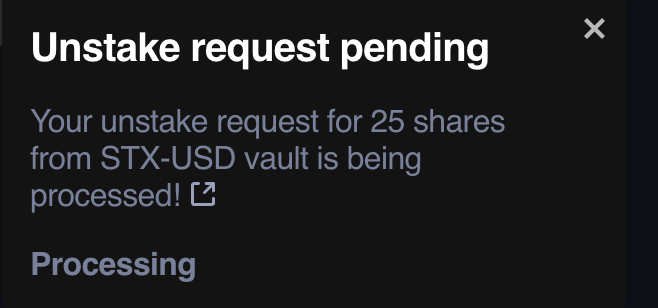 Unstake request pending
Your unstake request for 25 shares
from STX-USD vault is being
processed!
Processing